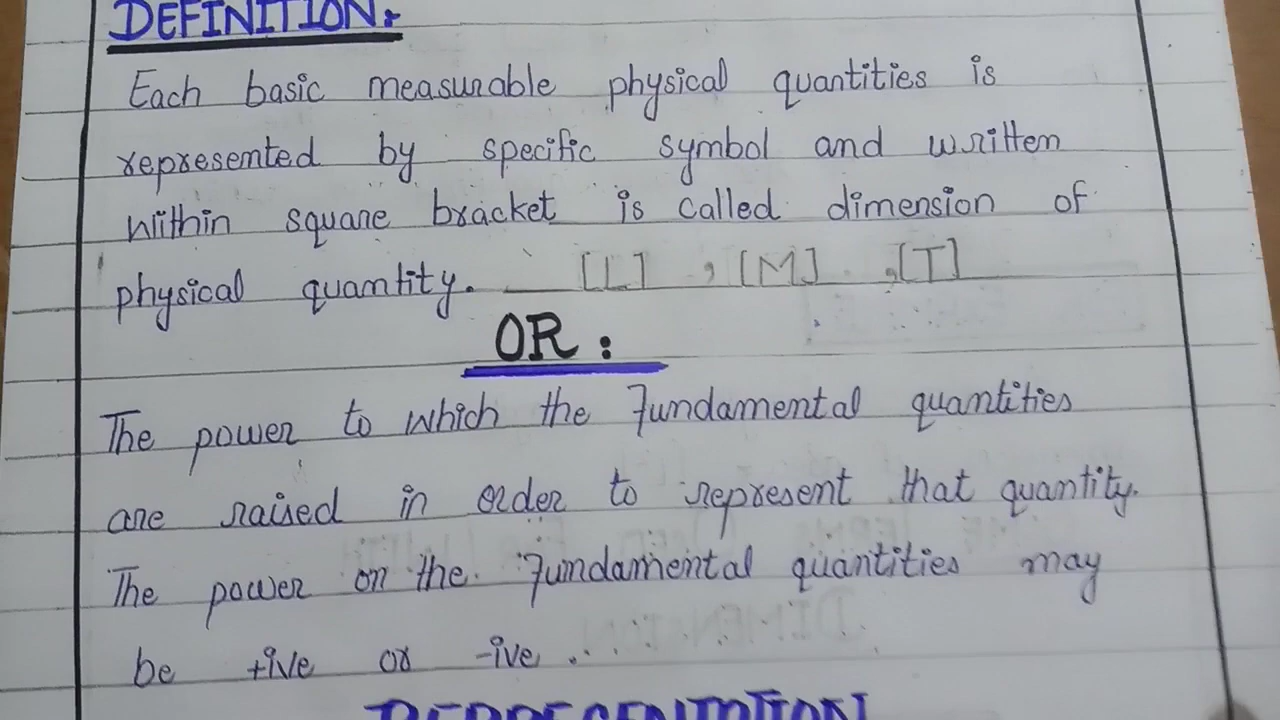 DEFINITION:
Each basic measurable physical quantities is
represented by specific symbol and written
within square bracket is called dimension of
physical quantity. [L] , [M] , [T]
OR :
The power to which the fundamental quantities
are raised in order to represent that quantity.
The power on the fundamental quantities may
be +ive or -ive ...
REPRESENTATION